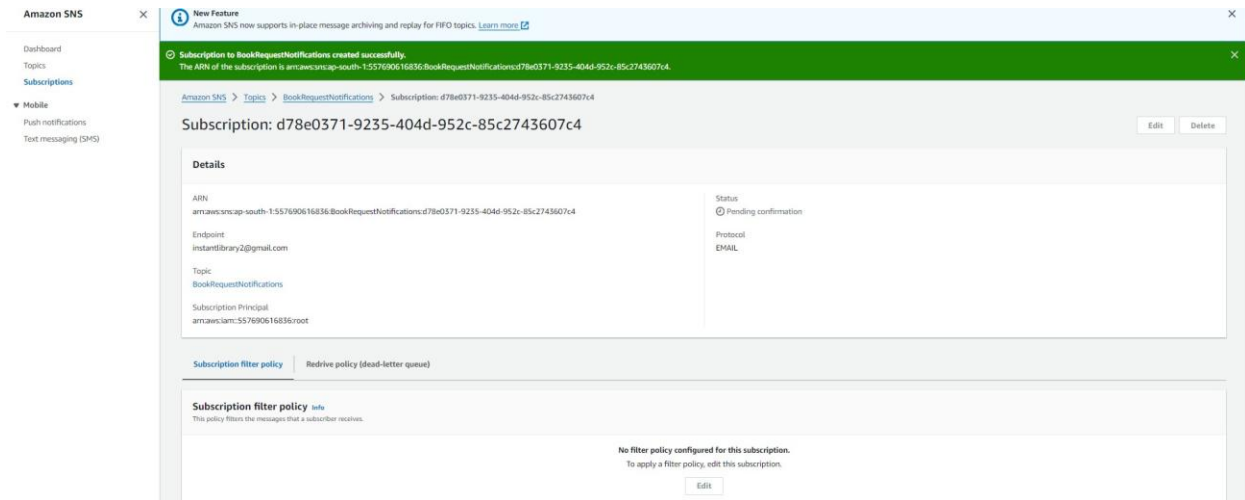 Amazon SNS
Dashboard
Topics
Subscriptions
Mobile
Push notifications
Text messaging (SMS)
New Feature
Amazon SNS now supports in-place message archiving and replay for FIFO topics. Learn more
Subscription to BookRequestNotifications created successfully.
The ARN of the subscription is arn:aws:sns:ap-south-1:557690616836:BookRequestNotifications:d78e0371-9235-404d-952c-85c2743607c4.
Amazon SNS > Topics > BookRequestNotifications > Subscription: d78e0371-9235-404d-952c-85c2743607c4
Subscription: d78e0371-9235-404d-952c-85c2743607c4
Edit Delete
Details
ARN
arn:aws:sns:ap-south-1:557690616836:BookRequestNotifications:d78e0371-9235-404d-952c-85c2743607c4
Endpoint
instantlibrary2@gmail.com
Topic
BookRequestNotifications
Subscription Principal
arn:aws:iam::557690616836:root
Status
Pending confirmation
Protocol
EMAIL
Subscription filter policy
Redrive policy (dead-letter queue)
Subscription filter policy Info
This policy filters the messages that a subscriber receives.
No filter policy configured for this subscription.
To apply a filter policy, edit this subscription.
Edit